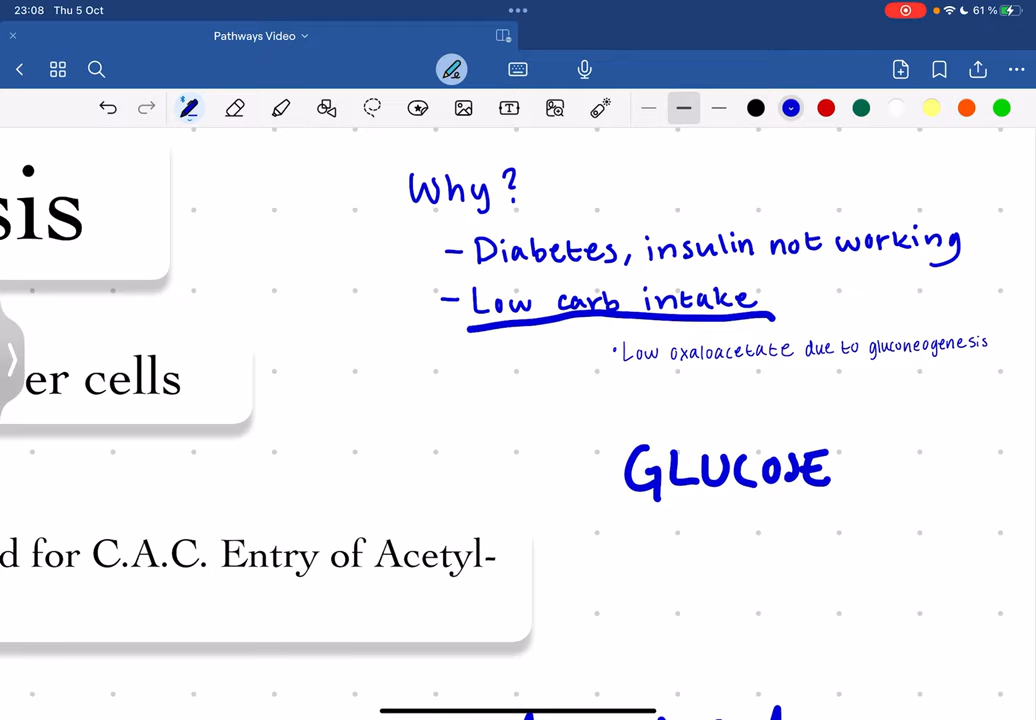 23:08 Thu 5 Oct
61 %
Pathways Video
Why?
sis
- Diabetes, insulin not working
- Low carb intake
• Low oxaloacetate due to gluconeogenesis
er cells
GLUCOSE
d for C.A.C. Entry of Acetyl-